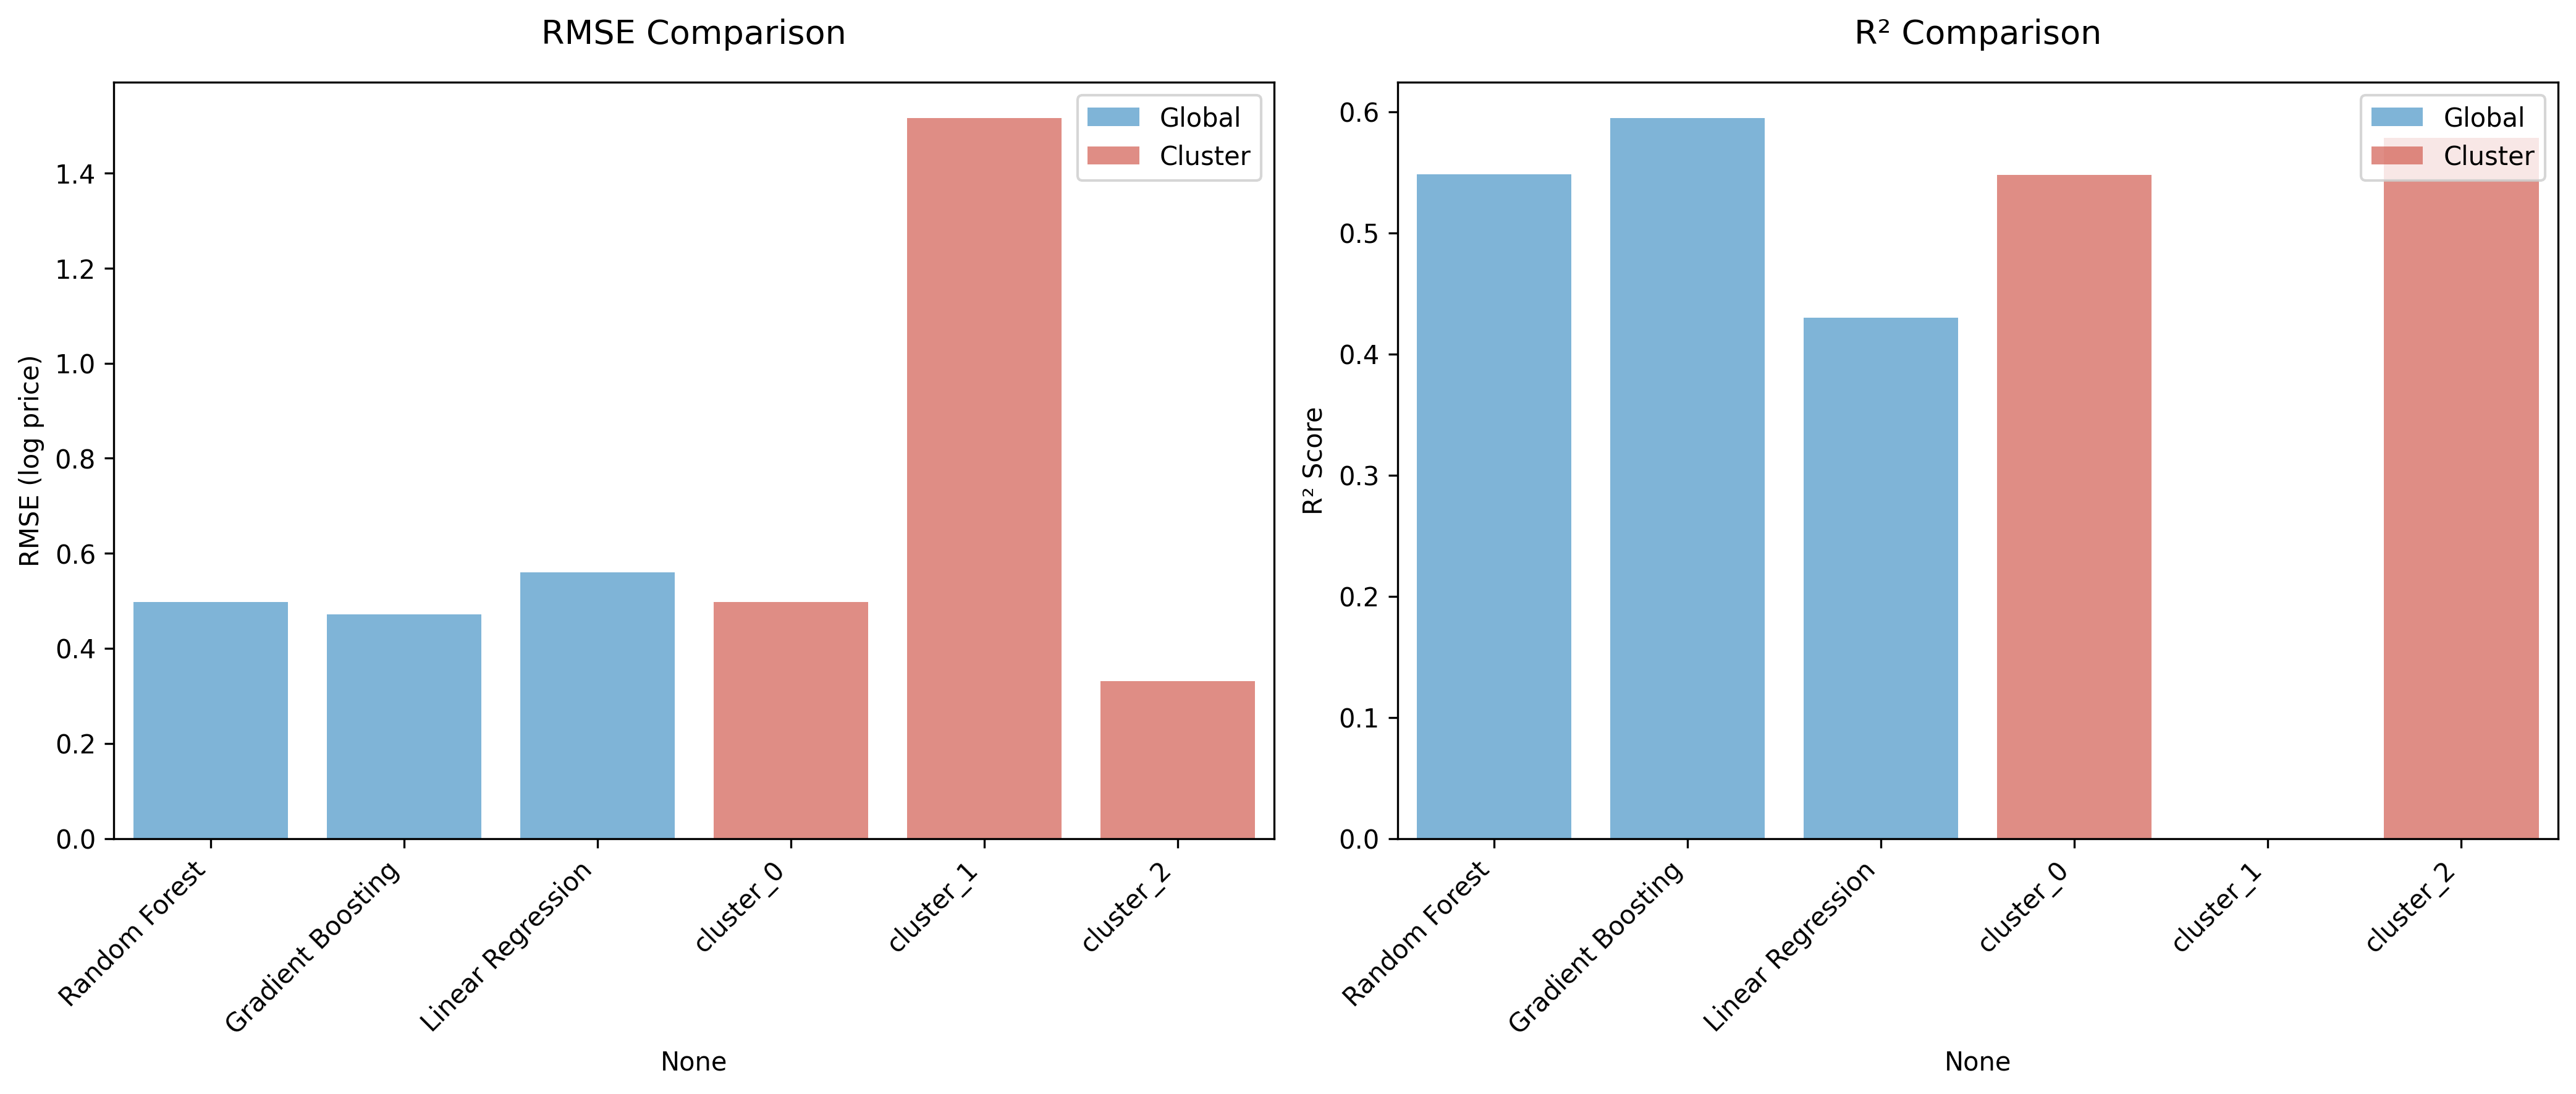 RMSE Comparison
RMSE (log price)
1.4
1.2
1.0
0.8
0.6
0.4
0.2
0.0
Global
Cluster
Random Forest
Gradient Boosting
Linear Regression
cluster_0
cluster_1
cluster_2
None
R² Comparison
R² Score
0.6
0.5
0.4
0.3
0.2
0.1
0.0
Global
Cluster
Random Forest
Gradient Boosting
Linear Regression
cluster_0
cluster_1
cluster_2
None